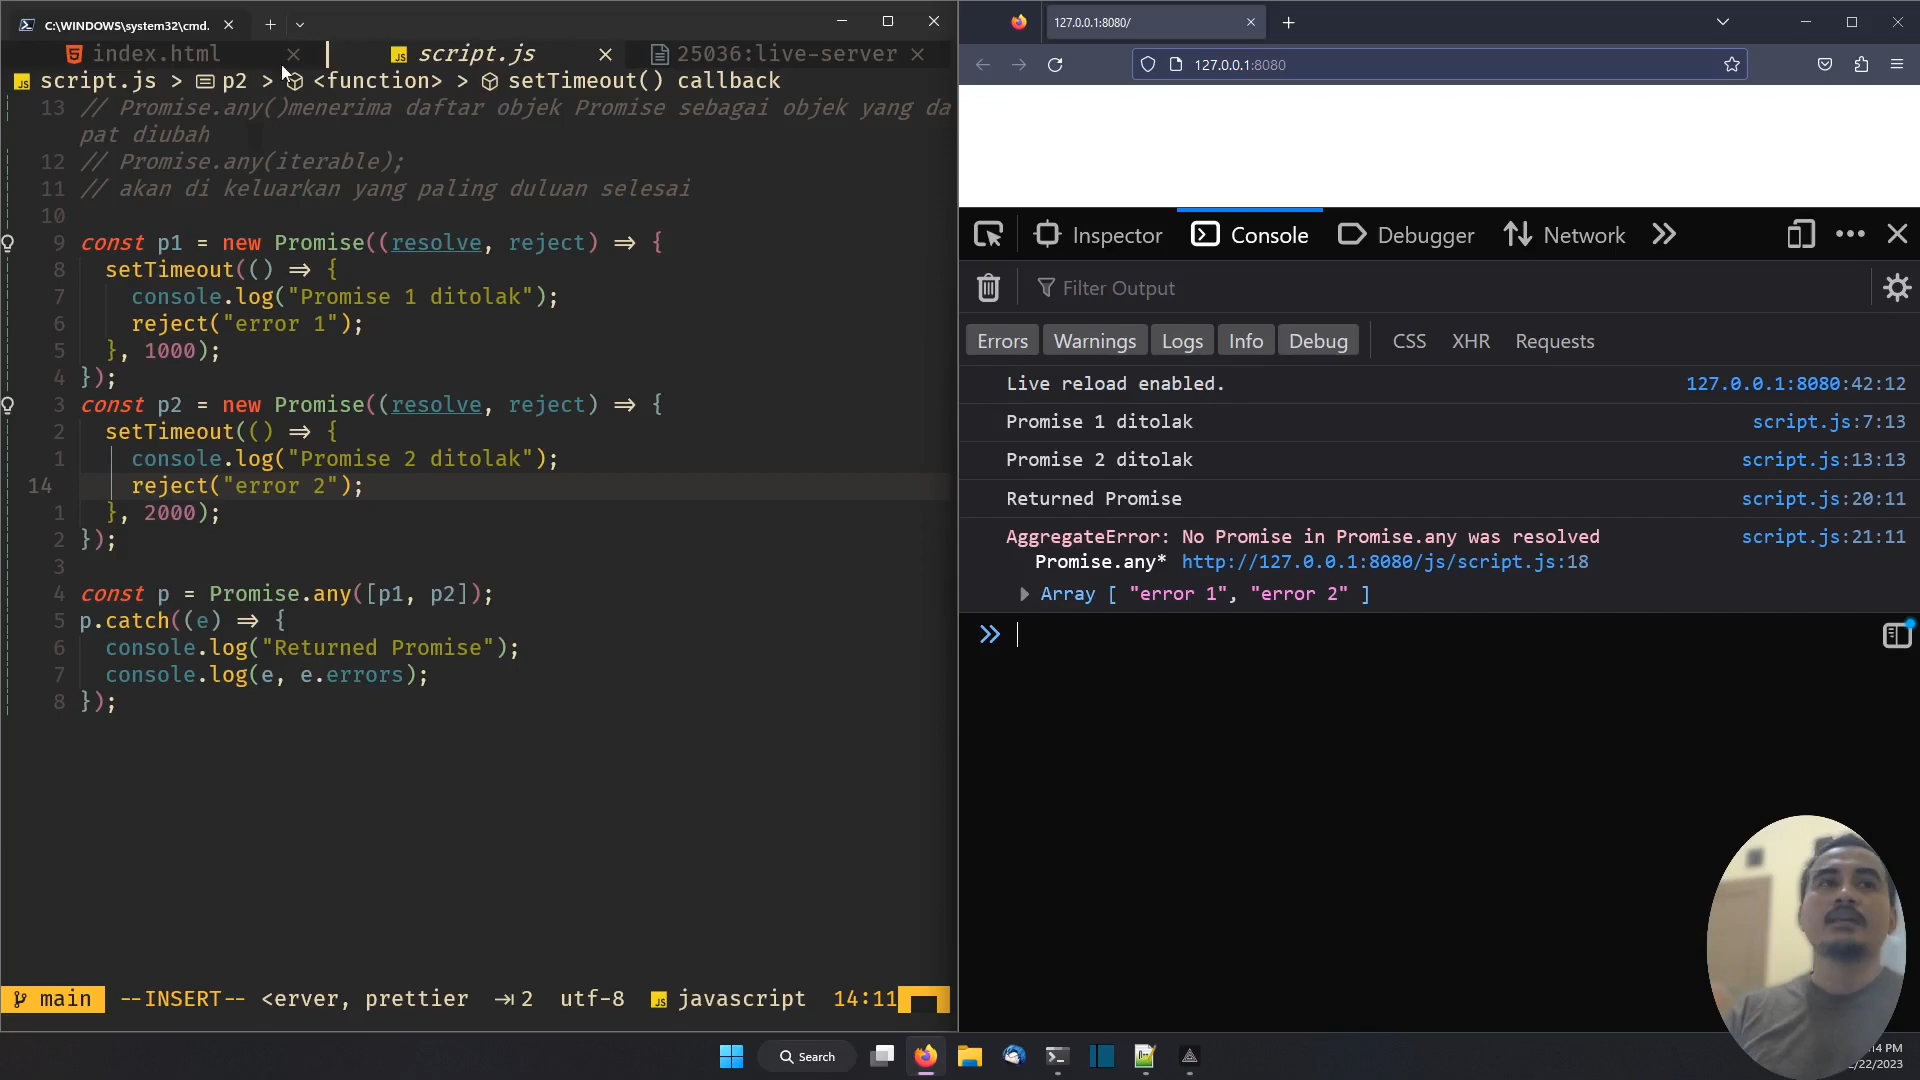 C:\WINDOWS\system32\cmd.
index.html
script.js
25036:live-server
script.js > p2 > <function> > setTimeout() callback
13 // Promise.any()menerima daftar objek Promise sebagai objek yang da
pat diubah
12 // Promise.any(iterable);
11 // akan di keluarkan yang paling duluan selesai
10
9 const p1 = new Promise((resolve, reject) => {
8 setTimeout(() => {
7 console.log("Promise 1 ditolak");
6 reject("error 1");
5 }, 1000);
4 });
3 const p2 = new Promise((resolve, reject) => {
2 setTimeout(() => {
1 console.log("Promise 2 ditolak");
14 reject("error 2");
1 }, 2000);
2 });
3
4 const p = Promise.any([p1, p2]);
5 p.catch((e) => {
6 console.log("Returned Promise");
7 console.log(e, e.errors);
8 });
main --INSERT-- <erver, prettier 2 utf-8 javascript 14:11
127.0.0.1:8080/
127.0.0.1:8080
Inspector Console Debugger Network
Filter Output
Errors Warnings Logs Info Debug CSS XHR Requests
Live reload enabled. 127.0.0.1:8080:42:12
Promise 1 ditolak script.js:7:13
Promise 2 ditolak script.js:13:13
Returned Promise script.js:20:11
AggregateError: No Promise in Promise.any was resolved script.js:21:11
Promise.any* http://127.0.0.1:8080/js/script.js:18
Array [ "error 1", "error 2" ]
Search